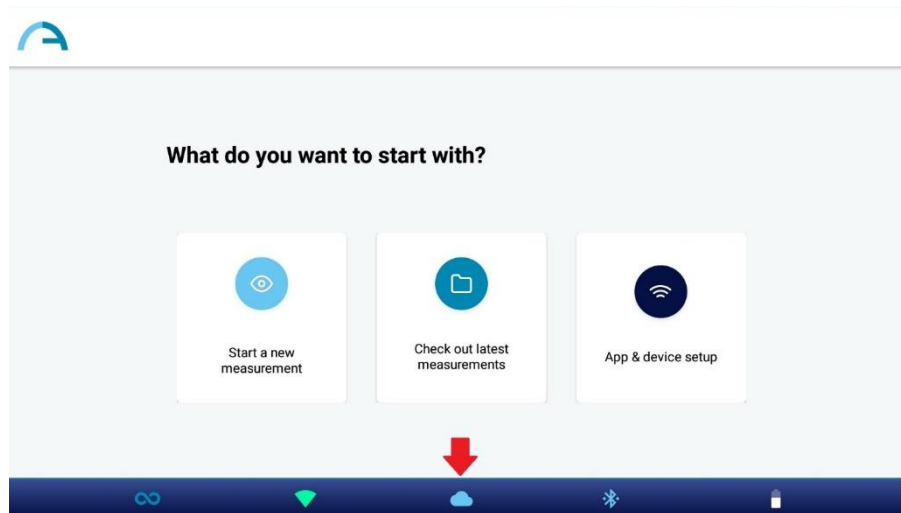 What do you want to start with?
Start a new
measurement
Check out latest
measurements
App & device setup